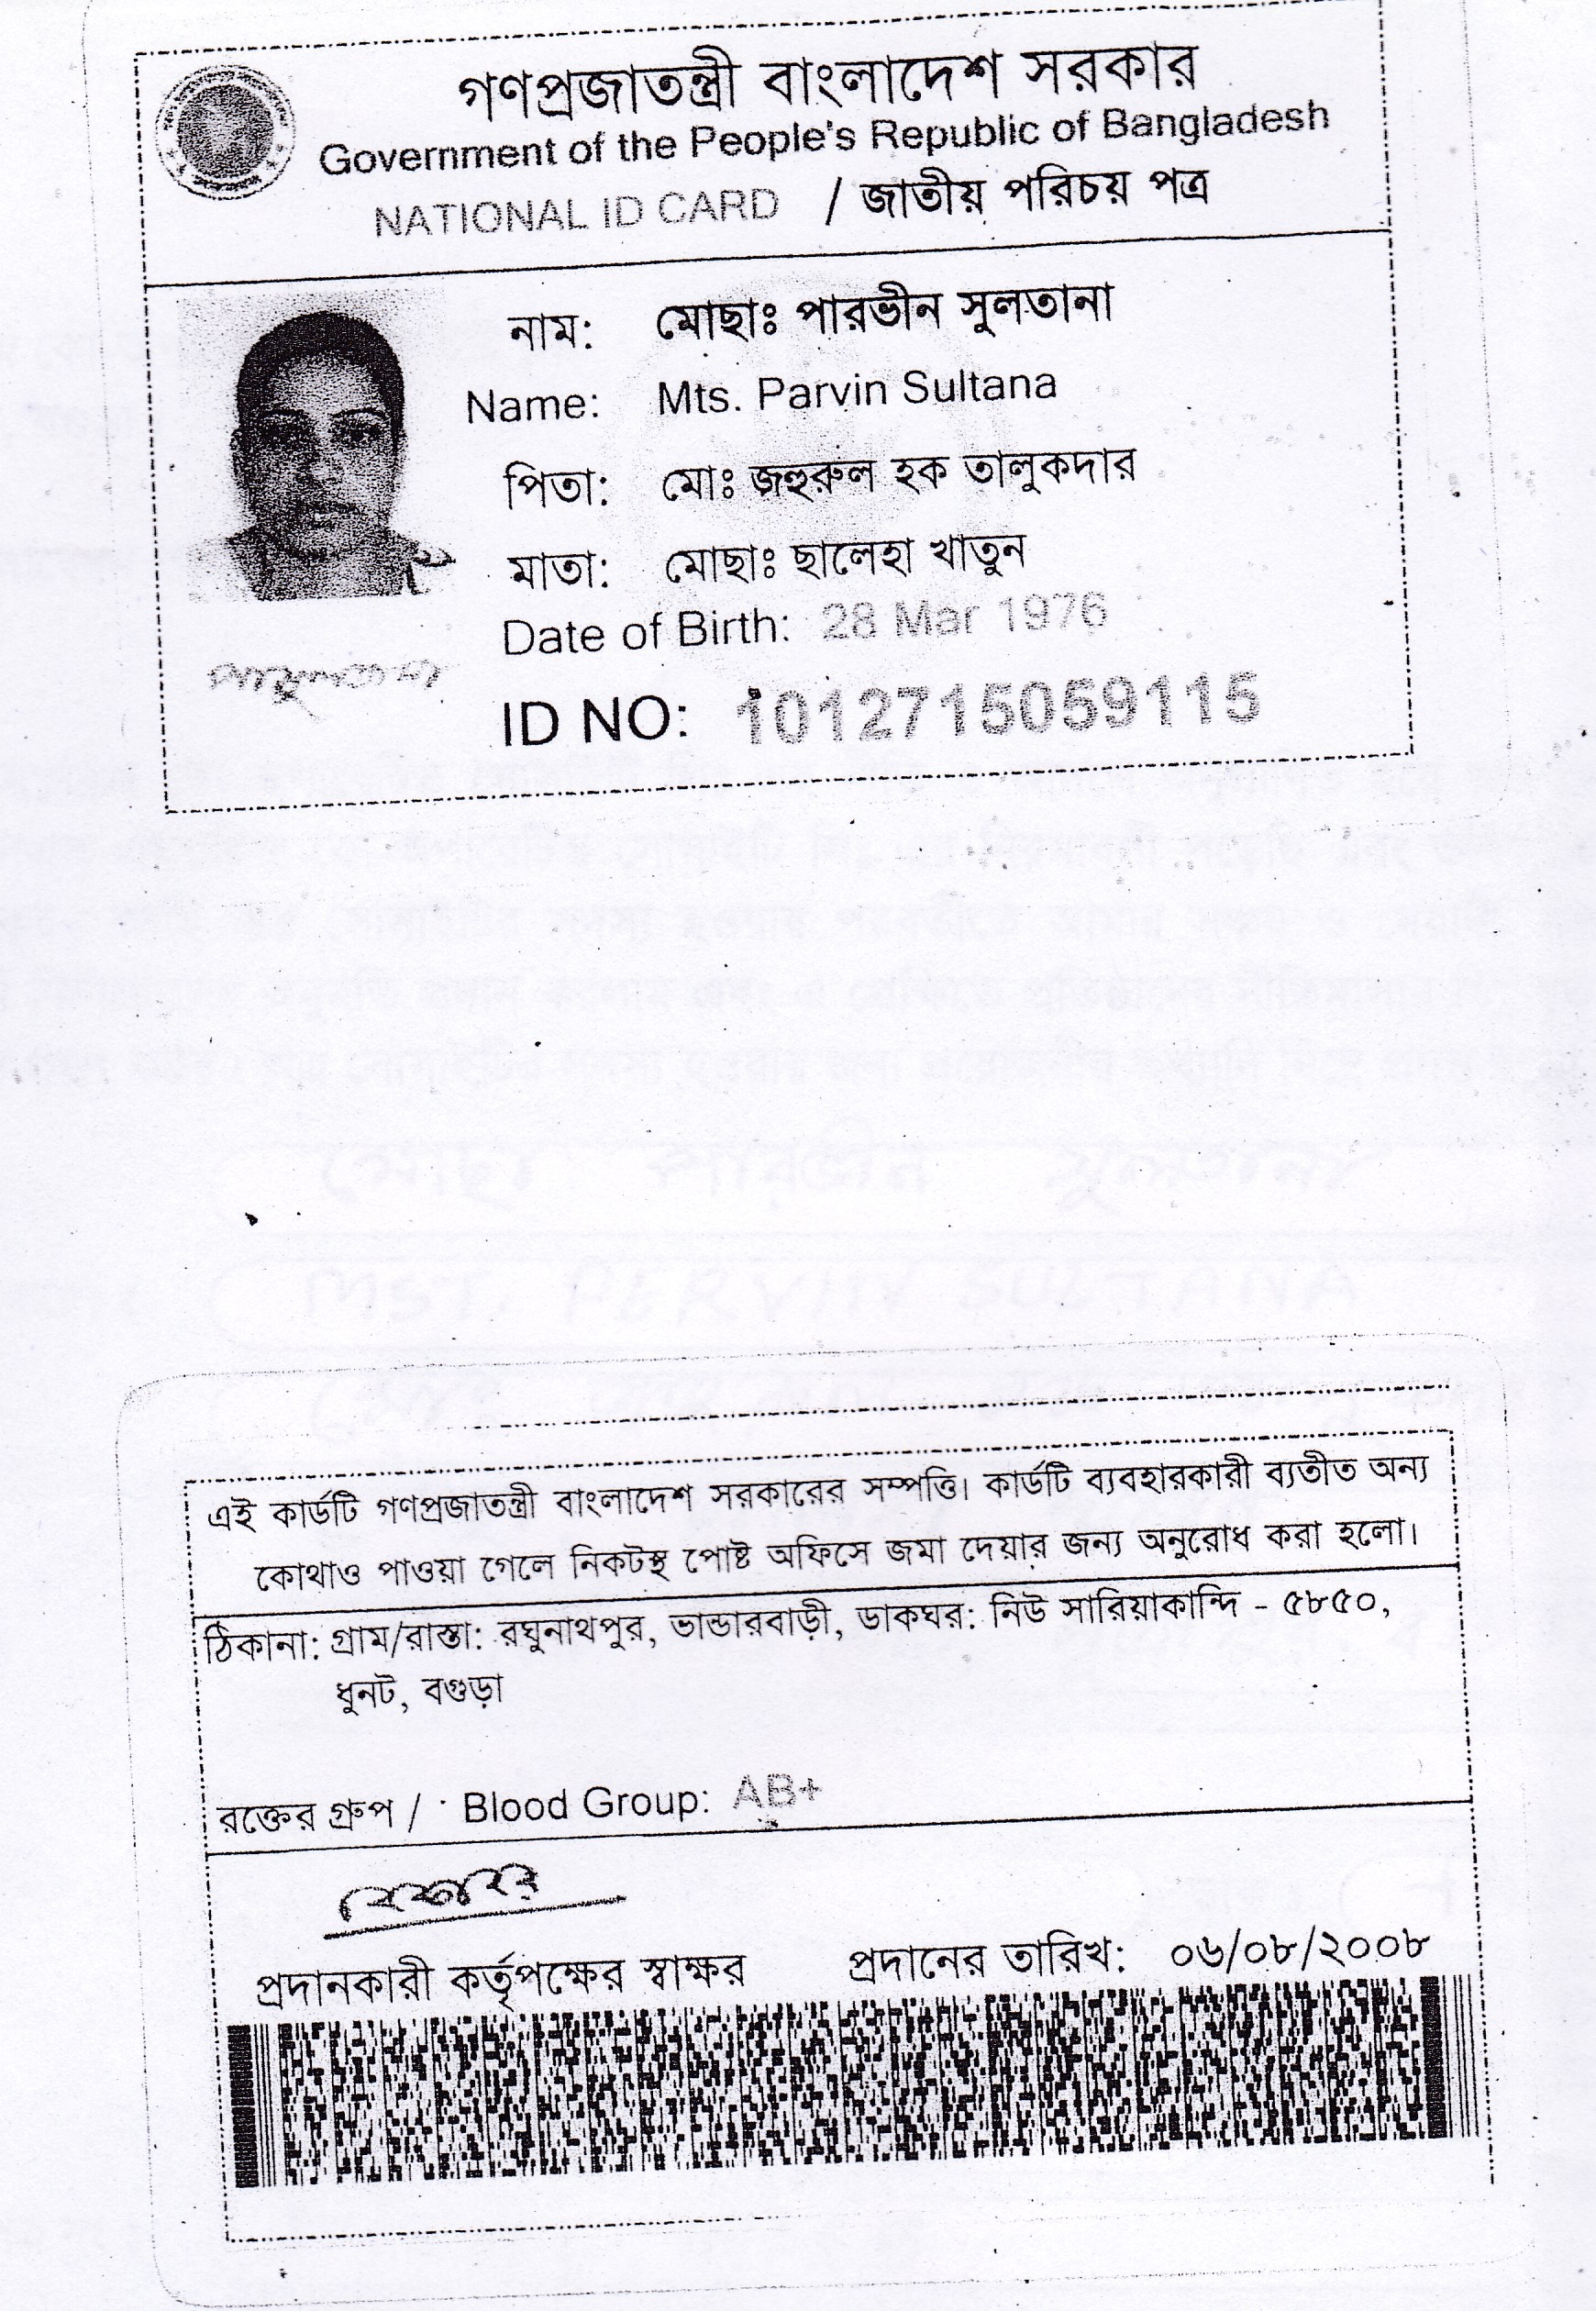 গণপ্রজাতন্ত্রী বাংলাদেশ সরকার
Government of the People's Republic of Bangladesh
NATIONAL ID CARD / জাতীয় পরিচয় পত্র
নাম: মোছাঃ পারভীন সুলতানা
Name: Mts. Parvin Sultana
পিতা: মোঃ জহুরুল হক তালুকদার
মাতা: মোছাঃ ছালেহা খাতুন
Date of Birth: 28 Mar 1976
ID NO: 1012715059115
এই কার্ডটি গণপ্রজাতন্ত্রী বাংলাদেশ সরকারের সম্পত্তি। কার্ডটি ব্যবহারকারী ব্যতীত অন্য
কোথাও পাওয়া গেলে নিকটস্থ পোষ্ট অফিসে জমা দেয়ার জন্য অনুরোধ করা হলো।
ঠিকানা: গ্রাম/রাস্তা: রঘুনাথপুর, ভান্ডারবাড়ী, ডাকঘর: নিউ সারিয়াকান্দি - ৫৮৫০,
ধুনট, বগুড়া
রক্তের গ্রুপ / Blood Group: AB+
প্রদানকারী কর্তৃপক্ষের স্বাক্ষর প্রদানের তারিখ: ০৬/০৮/২০০৮